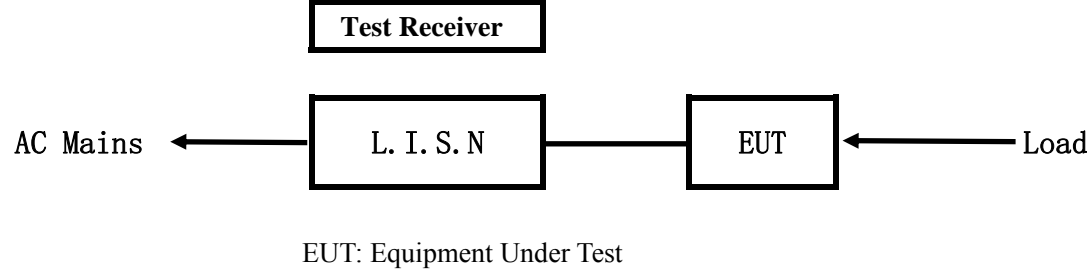 Test Receiver
AC Mains L.I.S.N EUT Load
EUT: Equipment Under Test